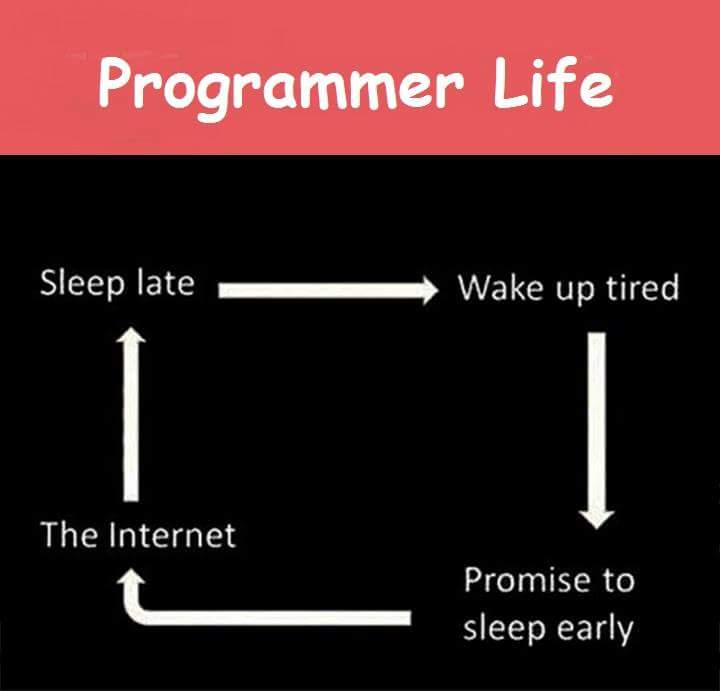 Programmer Life
Sleep late
Wake up tired
The Internet
Promise to
sleep early